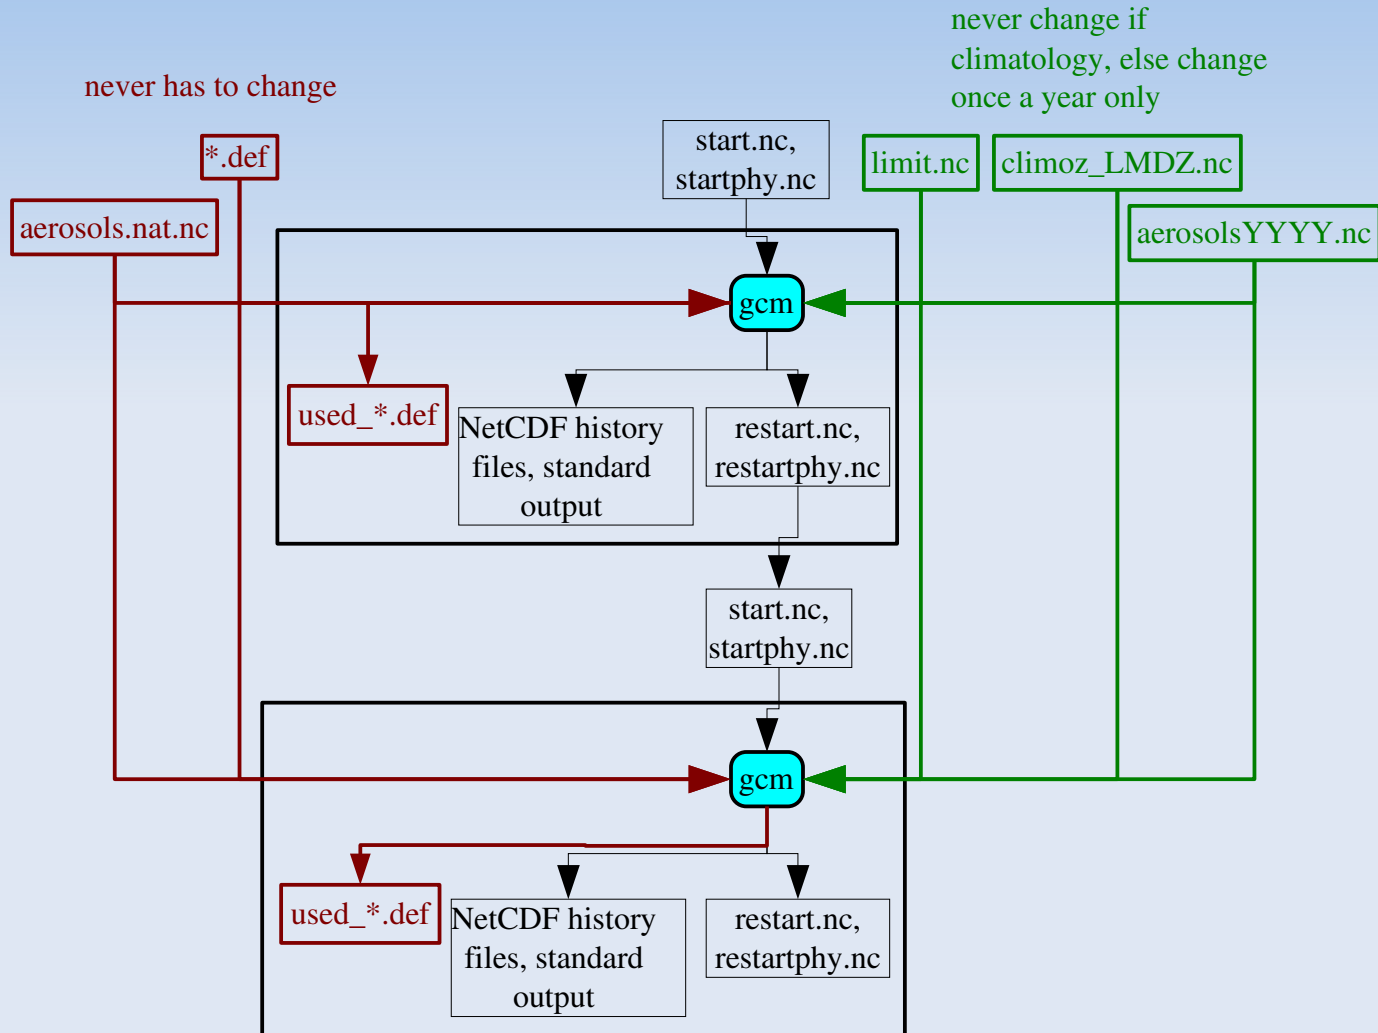 never change if
climatology, else change
once a year only
never has to change
*.def
start.nc,
startphy.nc
limit.nc
climoz_LMDZ.nc
aerosols.nat.nc
aerosolsYYYY.nc
gcm
used_*.def
NetCDF history
files, standard
output
restart.nc,
restartphy.nc
start.nc,
startphy.nc
gcm
used_*.def
NetCDF history
files, standard
output
restart.nc,
restartphy.nc